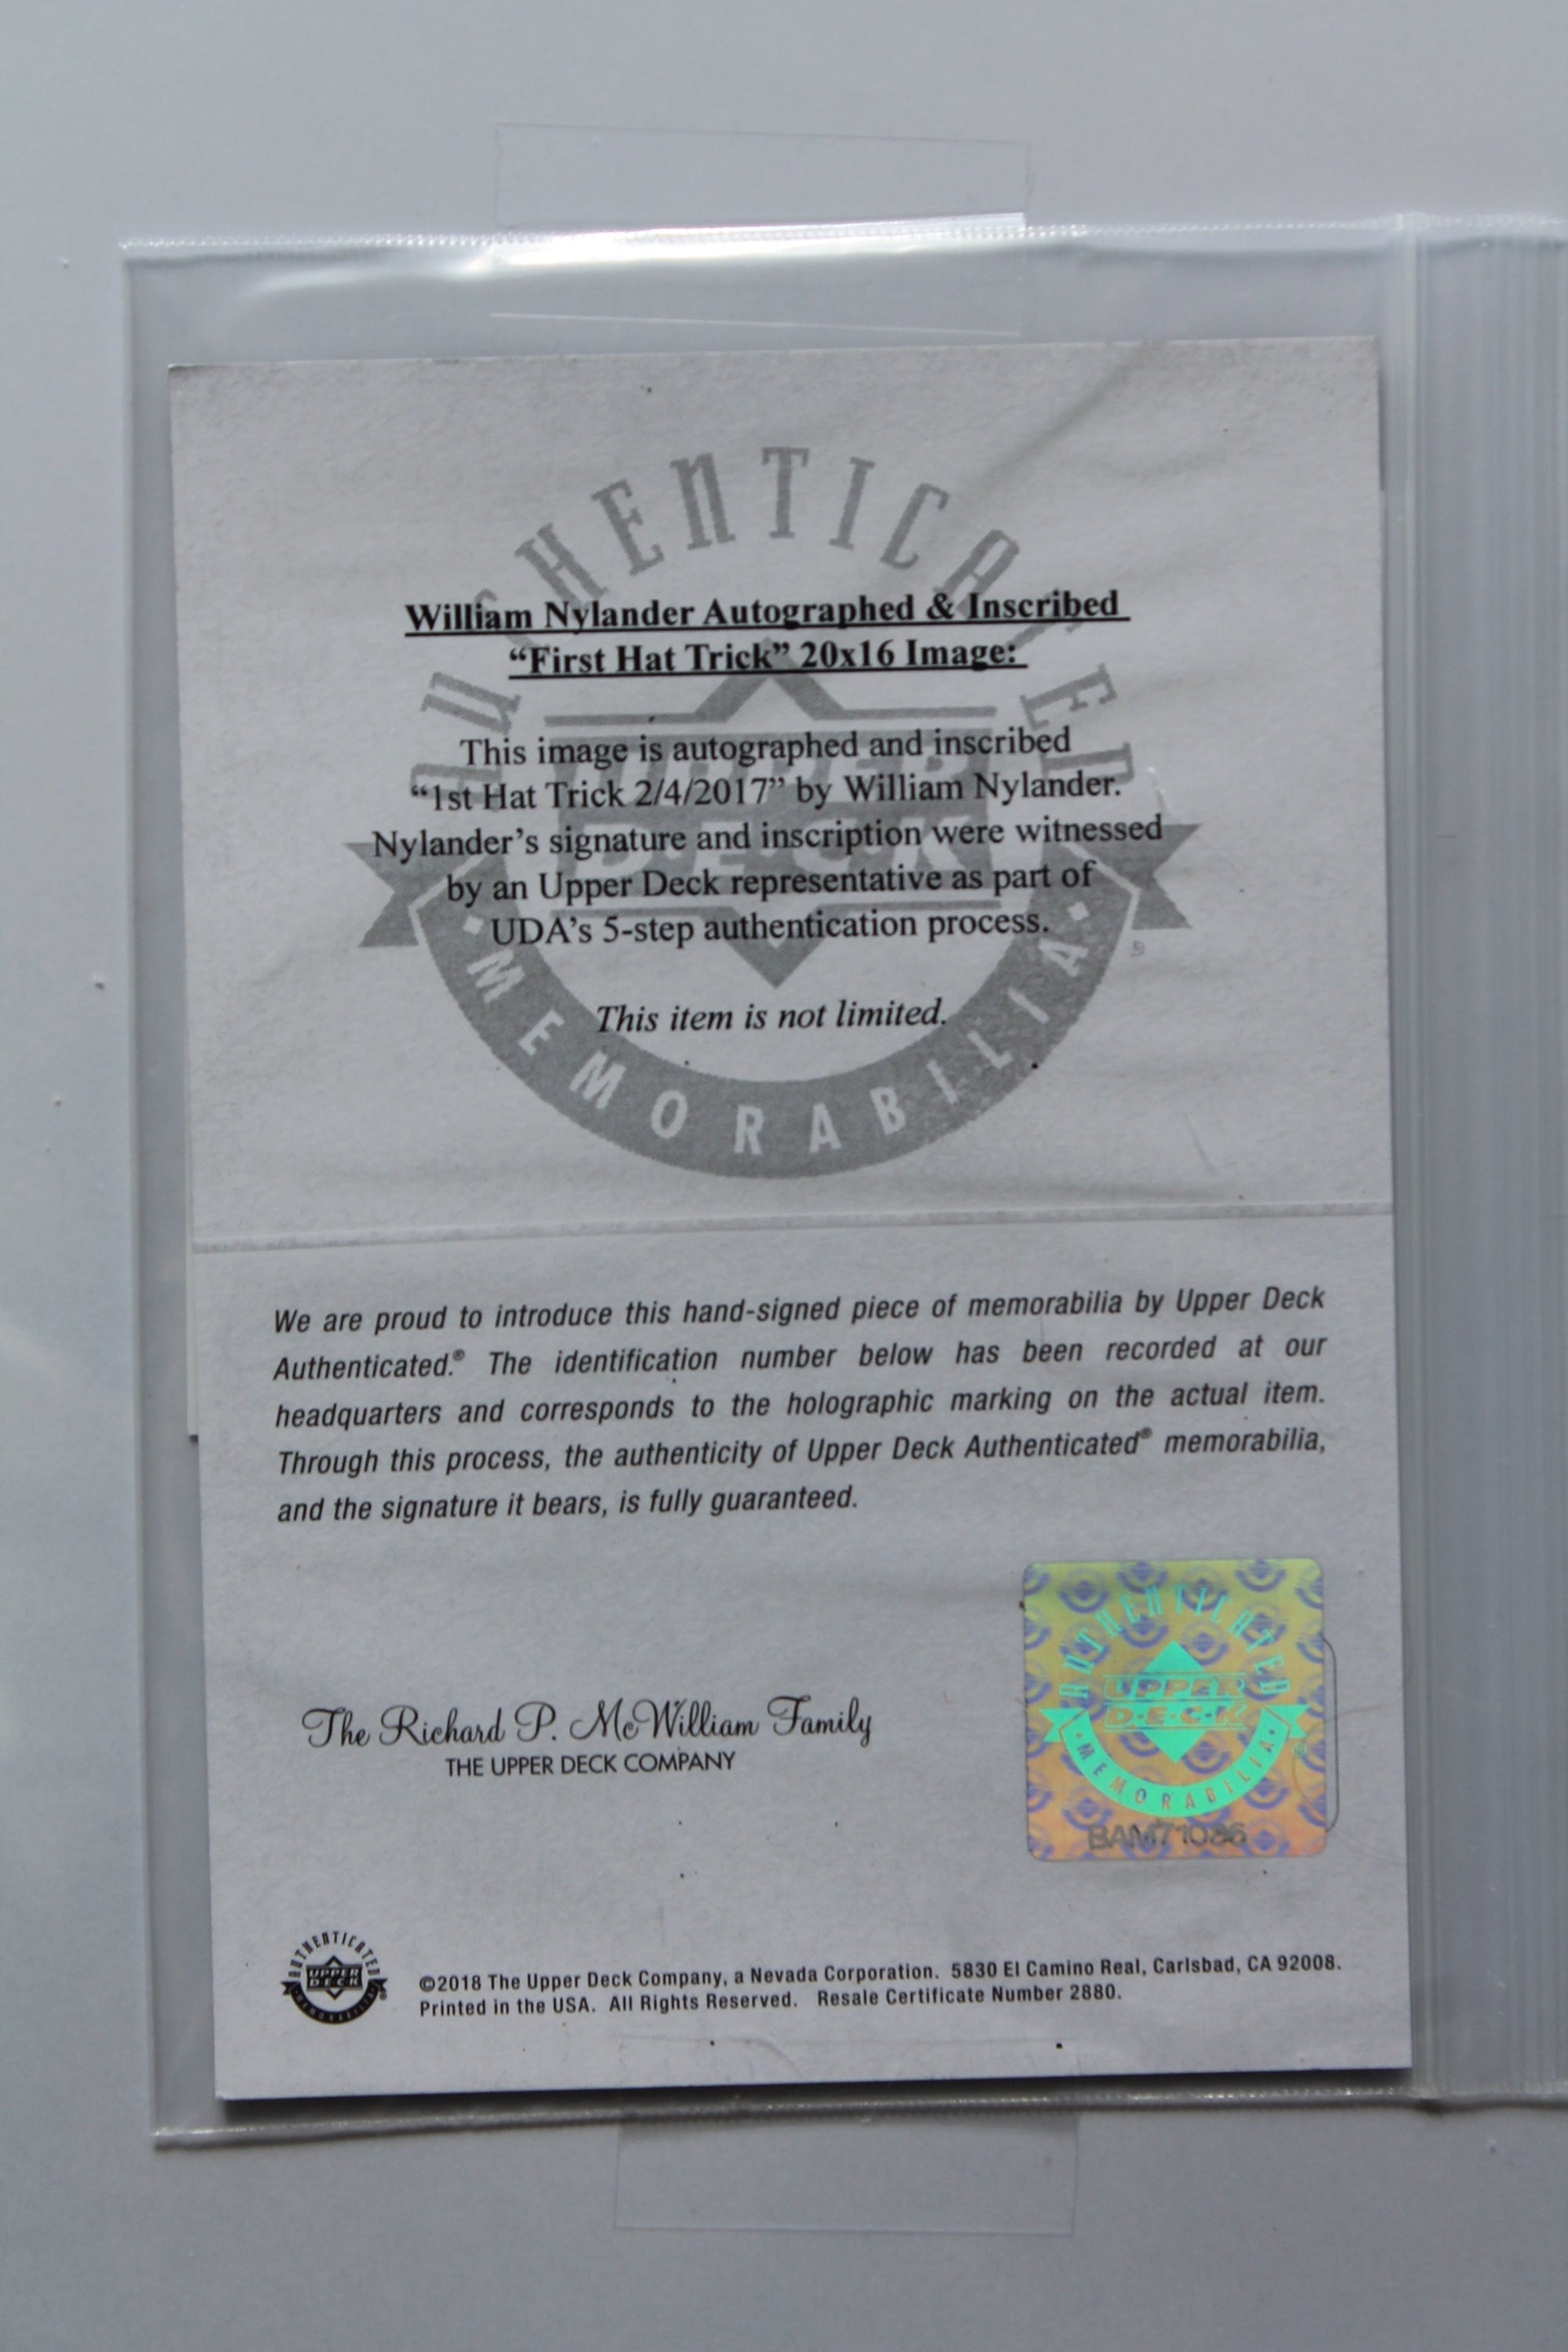 AUTHENTICATED
William Nylander Autographed & Inscribed
“First Hat Trick” 20x16 Image:
This image is autographed and inscribed
“1st Hat Trick 2/4/2017” by William Nylander.
Nylander’s signature and inscription were witnessed
by an Upper Deck representative as part of
UDA’s 5-step authentication process.
This item is not limited.
UPPER
DECK
MEMORABILIA
We are proud to introduce this hand-signed piece of memorabilia by Upper Deck
Authenticated.® The identification number below has been recorded at our
headquarters and corresponds to the holographic marking on the actual item.
Through this process, the authenticity of Upper Deck Authenticated® memorabilia,
and the signature it bears, is fully guaranteed.
AUTHENTICATED
UPPER
D·E·C·K
·MEMORABILIA·
BAM71086
The Richard P. McWilliam Family
THE UPPER DECK COMPANY
AUTHENTICATED
UPPER
DECK
MEMORABILIA
©2018 The Upper Deck Company, a Nevada Corporation. 5830 El Camino Real, Carlsbad, CA 92008.
Printed in the USA. All Rights Reserved. Resale Certificate Number 2880.